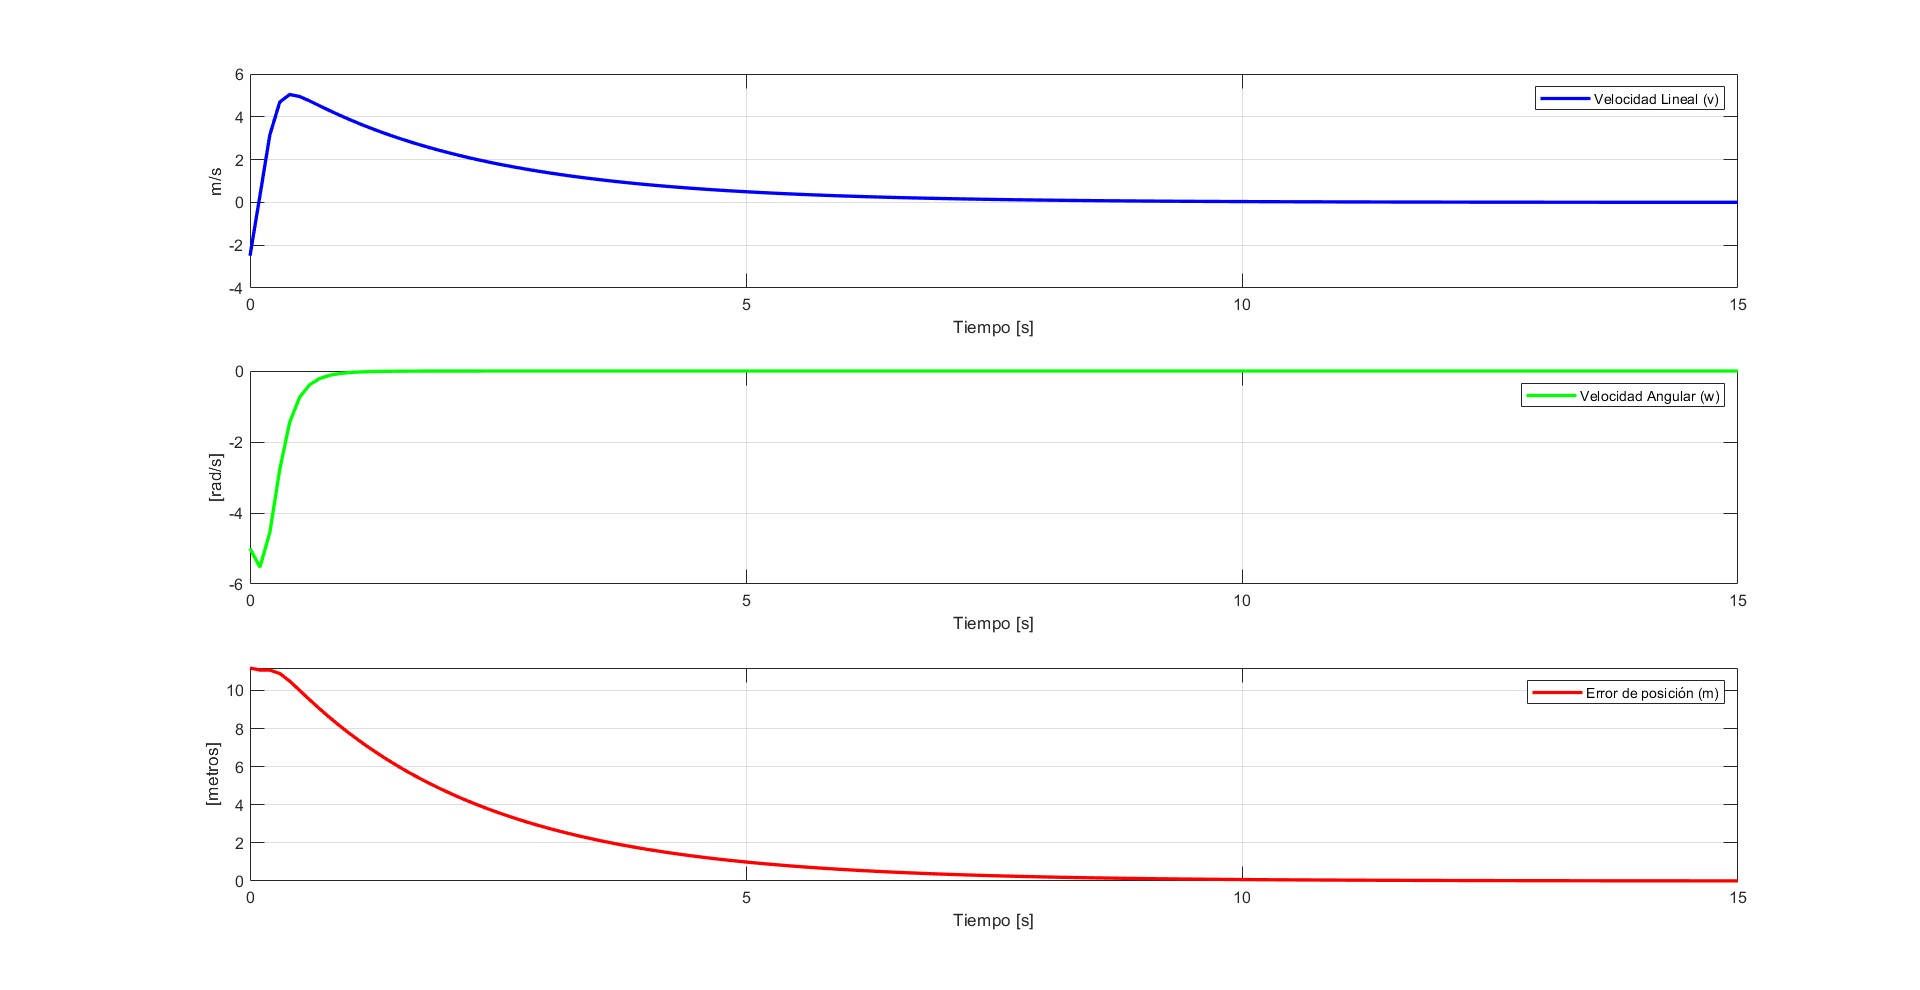 6
4
2
0
-2
-4
m/s
Velocidad Lineal (v)
0 5 10 15
Tiempo [s]
0
-2
-4
-6
[rad/s]
Velocidad Angular (w)
0 5 10 15
Tiempo [s]
10
8
6
4
2
0
[metros]
Error de posición (m)
0 5 10 15
Tiempo [s]